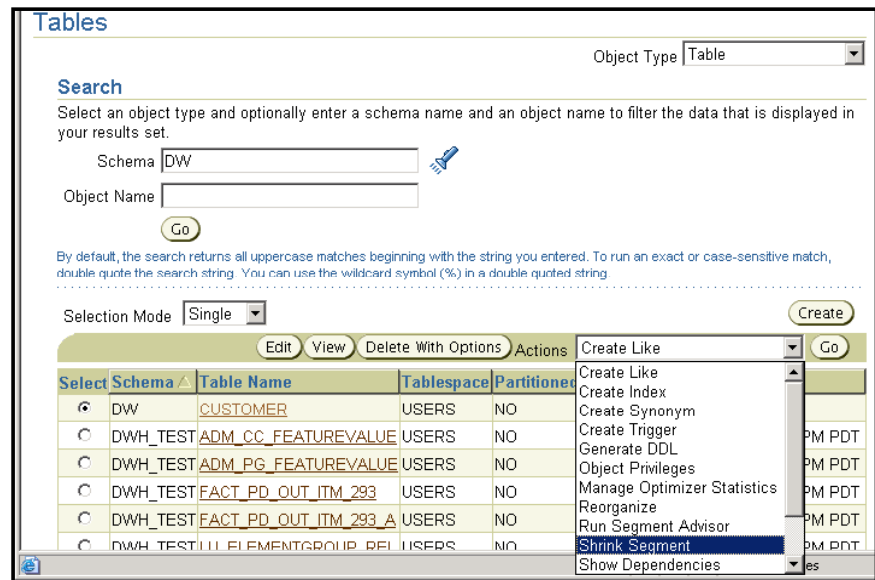 Tables
Object Type Table
Search
Select an object type and optionally enter a schema name and an object name to filter the data that is displayed in
your results set.
Schema DW
Object Name
Go
By default, the search returns all uppercase matches beginning with the string you entered. To run an exact or case-sensitive match,
double quote the search string. You can use the wildcard symbol (%) in a double quoted string.
Selection Mode Single
Create
Edit View Delete With Options Actions Create Like Go
Select Schema Table Name Tablespace Partitioned
DW CUSTOMER USERS NO
DWH_TEST ADM_CC_FEATUREVALUE USERS NO PM PDT
DWH_TEST ADM_PG_FEATUREVALUE USERS NO PM PDT
DWH_TEST FACT_PD_OUT_ITM_293 USERS NO PM PDT
DWH_TEST FACT_PD_OUT_ITM_293_A USERS NO PM PDT
DWH_TEST LU_ELEMENTGROUP_REL USERS NO PM PDT
Create Like
Create Index
Create Synonym
Create Trigger
Generate DDL
Object Privileges
Manage Optimizer Statistics
Reorganize
Run Segment Advisor
Shrink Segment
Show Dependencies
es